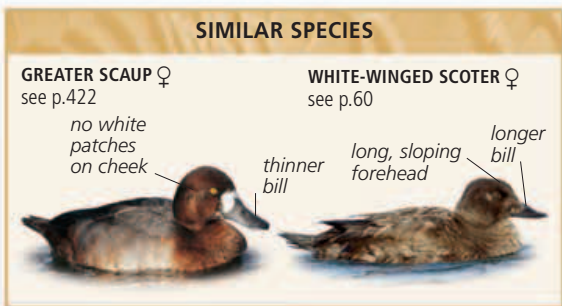 SIMILAR SPECIES
GREATER SCAUP ♀
see p.422
no white
patches
on cheek
thinner
bill
WHITE-WINGED SCOTER ♀
see p.60
long, sloping
forehead
longer
bill